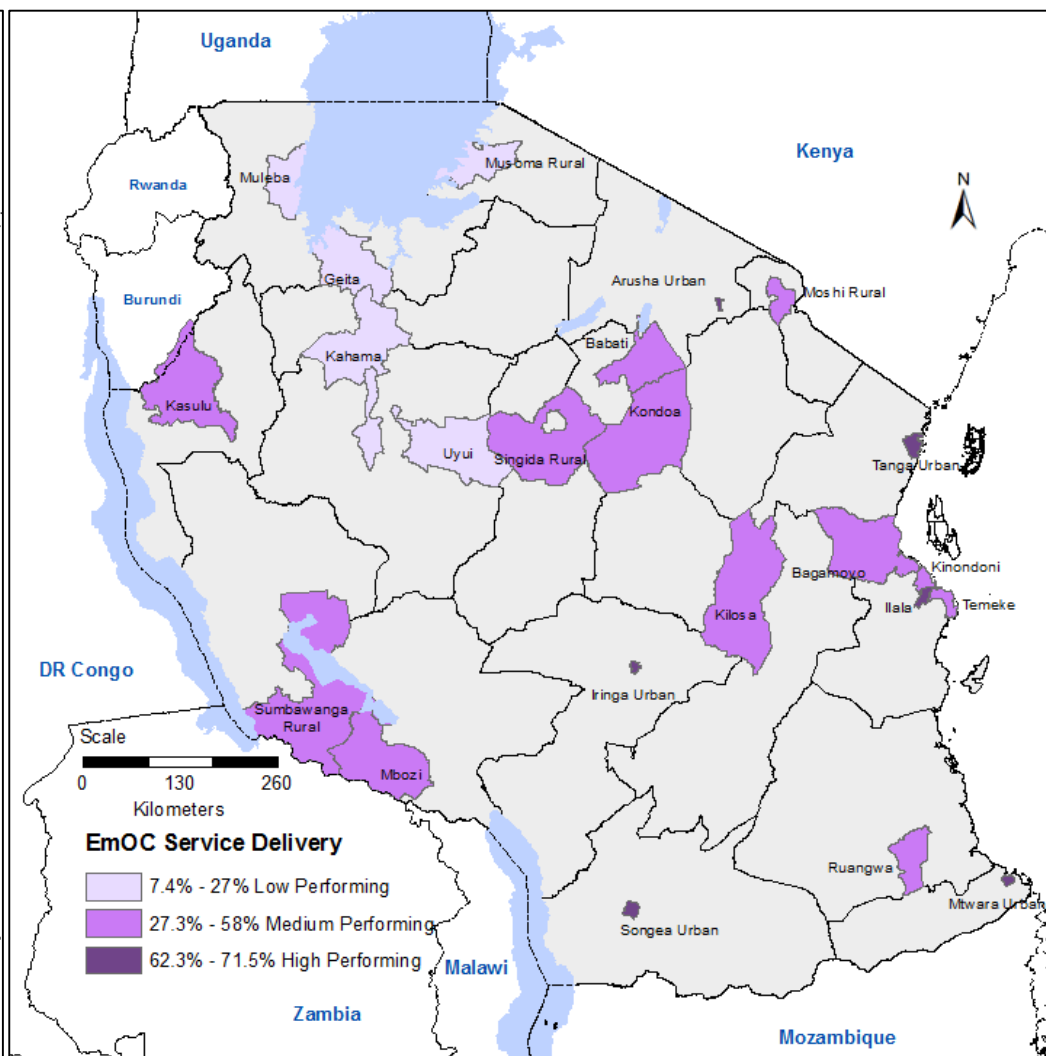 Uganda
Kenya
Musoma Rural
Muleba
Rwanda
N
Geita
Arusha Urban
Moshi Rural
Burundi
Babati
Kahama
Kasulu
Kondoa
Uyui
Singida Rural
Tanga Urban
Bagamoyo
Kinondoni
Ilala
Temeke
Kilosa
DR Congo
Iringa Urban
Sumbawanga
Rural
Scale
Mbozi
0 130 260
Kilometers
EmOC Service Delivery
7.4% - 27% Low Performing
27.3% - 58% Medium Performing
62.3% - 71.5% High Performing
Ruangwa
Mtwara Urban
Songea Urban
Malawi
Zambia
Mozambique